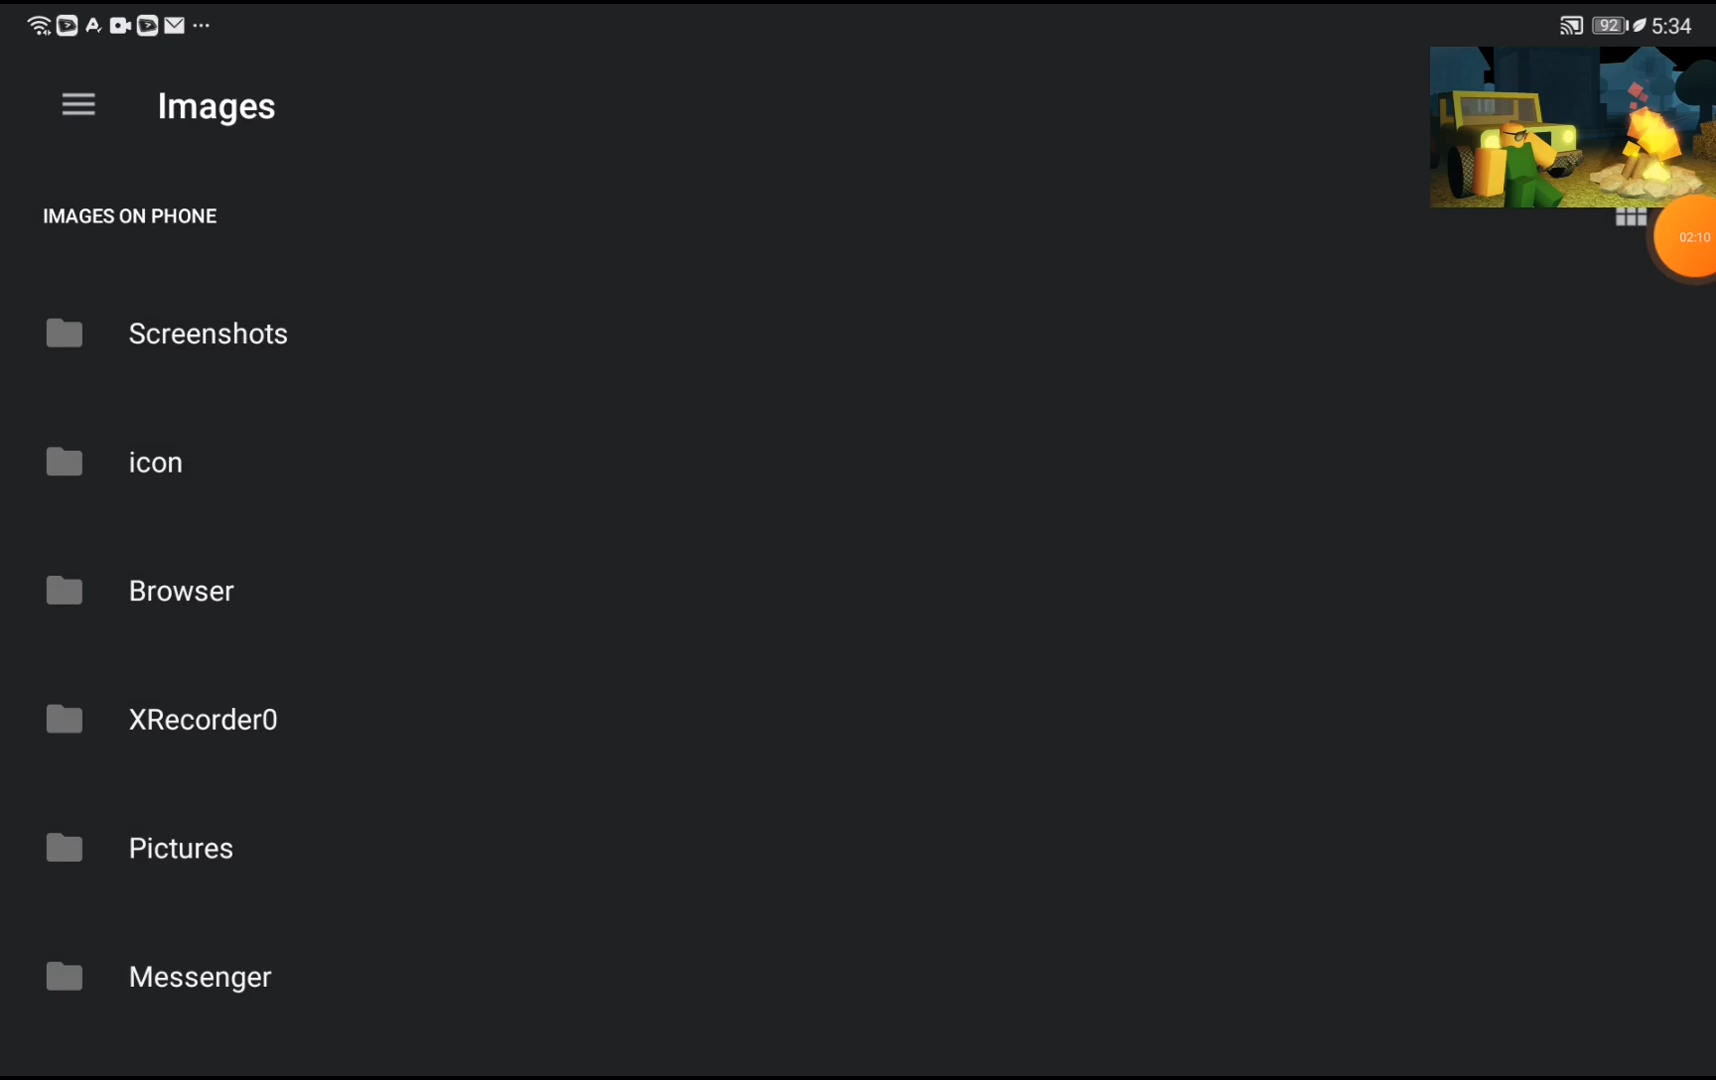 92 5:34
Images
IMAGES ON PHONE
02:10
Screenshots
icon
Browser
XRecorder0
Pictures
Messenger